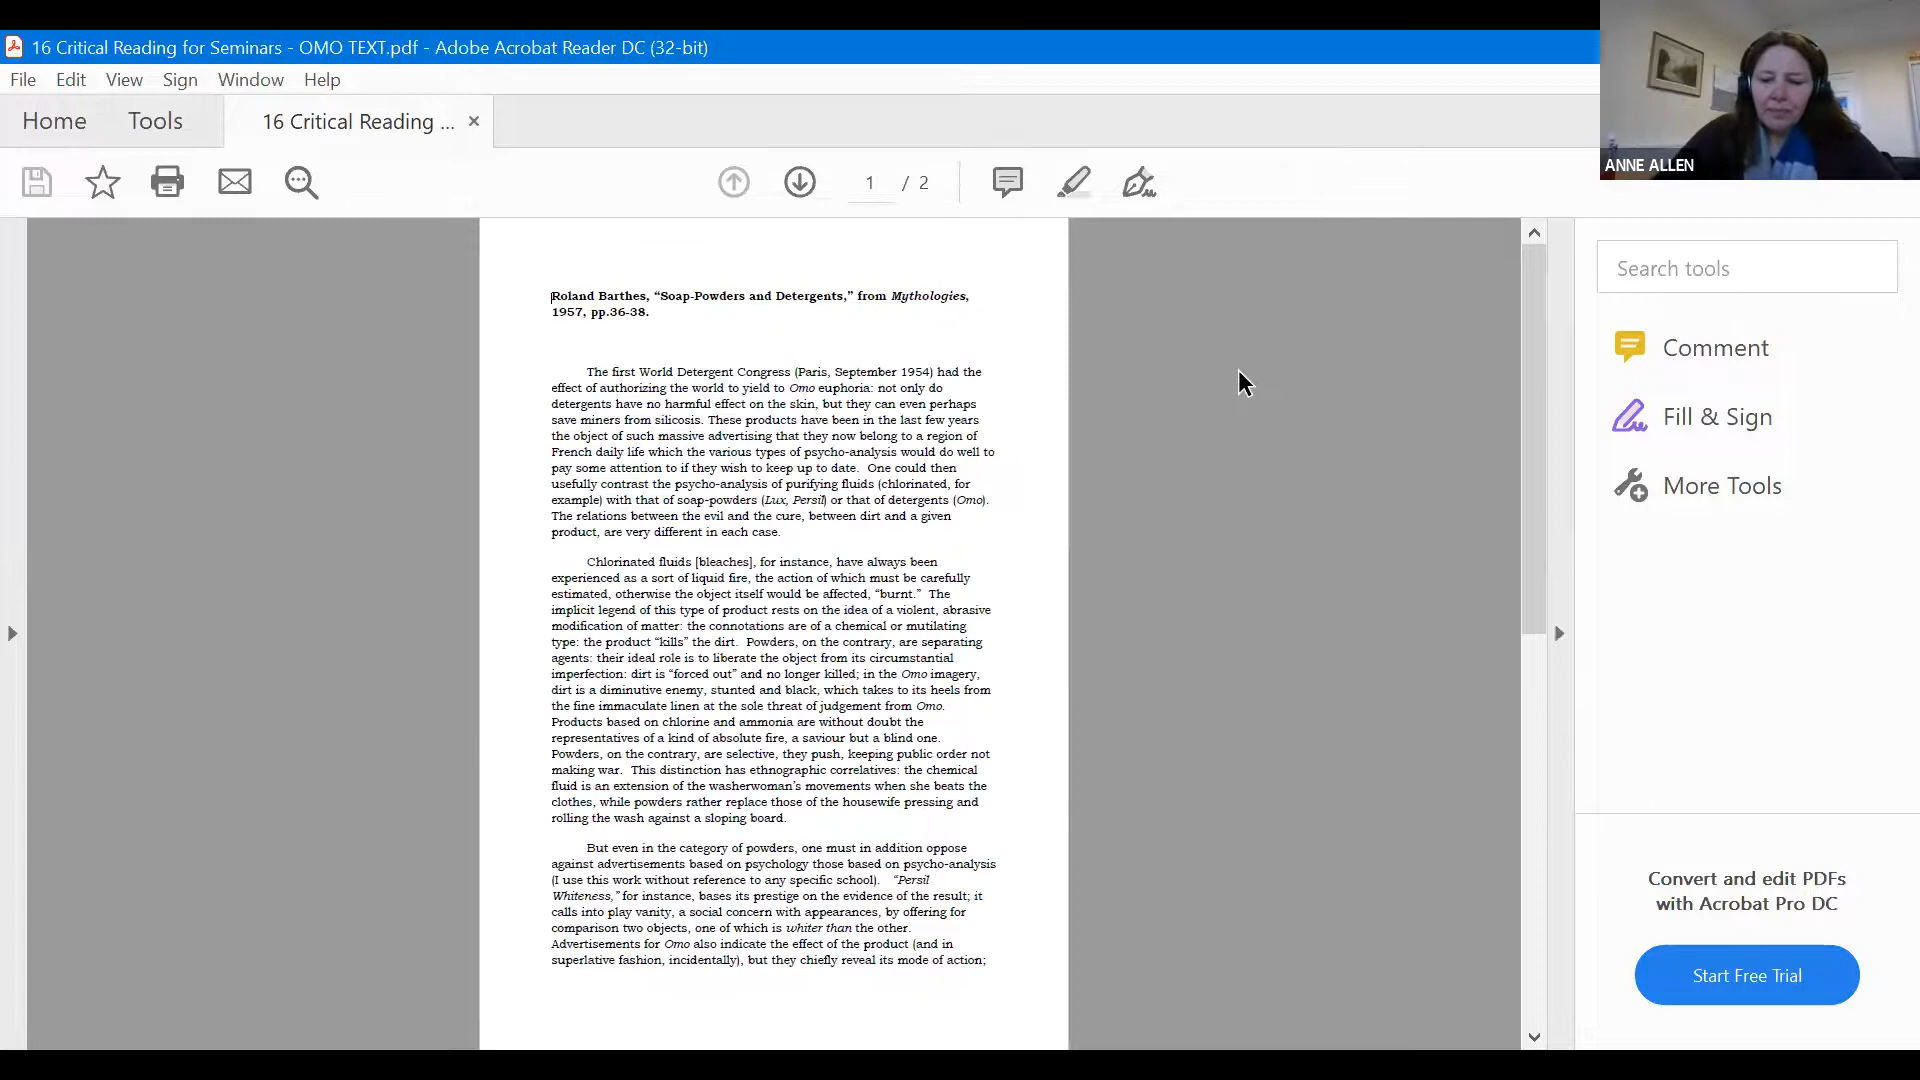 16 Critical Reading for Seminars - OMO TEXT.pdf - Adobe Acrobat Reader DC (32-bit)
File Edit View Sign Window Help
Home Tools 16 Critical Reading ... ×
1 / 2
ANNE ALLEN
Roland Barthes, “Soap-Powders and Detergents,” from Mythologies,
1957, pp.36-38.
The first World Detergent Congress (Paris, September 1954) had the
effect of authorizing the world to yield to Omo euphoria: not only do
detergents have no harmful effect on the skin, but they can even perhaps
save miners from silicosis. These products have been in the last few years
the object of such massive advertising that they now belong to a region of
French daily life which the various types of psycho-analysis would do well to
pay some attention to if they wish to keep up to date. One could then
usefully contrast the psycho-analysis of purifying fluids (chlorinated, for
example) with that of soap-powders (Lux, Persil) or that of detergents (Omo).
The relations between the evil and the cure, between dirt and a given
product, are very different in each case.
Chlorinated fluids [bleaches], for instance, have always been
experienced as a sort of liquid fire, the action of which must be carefully
estimated, otherwise the object itself would be affected, “burnt.” The
implicit legend of this type of product rests on the idea of a violent, abrasive
modification of matter: the connotations are of a chemical or mutilating
type: the product “kills” the dirt. Powders, on the contrary, are separating
agents: their ideal role is to liberate the object from its circumstantial
imperfection: dirt is “forced out” and no longer killed; in the Omo imagery,
dirt is a diminutive enemy, stunted and black, which takes to its heels from
the fine immaculate linen at the sole threat of judgement from Omo.
Products based on chlorine and ammonia are without doubt the
representatives of a kind of absolute fire, a saviour but a blind one.
Powders, on the contrary, are selective, they push, keeping public order not
making war. This distinction has ethnographic correlatives: the chemical
fluid is an extension of the washerwoman’s movements when she beats the
clothes, while powders rather replace those of the housewife pressing and
rolling the wash against a sloping board.
But even in the category of powders, one must in addition oppose
against advertisements based on psychology those based on psycho-analysis
(I use this work without reference to any specific school). “Persil
Whiteness,” for instance, bases its prestige on the evidence of the result; it
calls into play vanity, a social concern with appearances, by offering for
comparison two objects, one of which is whiter than the other.
Advertisements for Omo also indicate the effect of the product (and in
superlative fashion, incidentally), but they chiefly reveal its mode of action;
Search tools
Comment
Fill & Sign
More Tools
Convert and edit PDFs
with Acrobat Pro DC
Start Free Trial